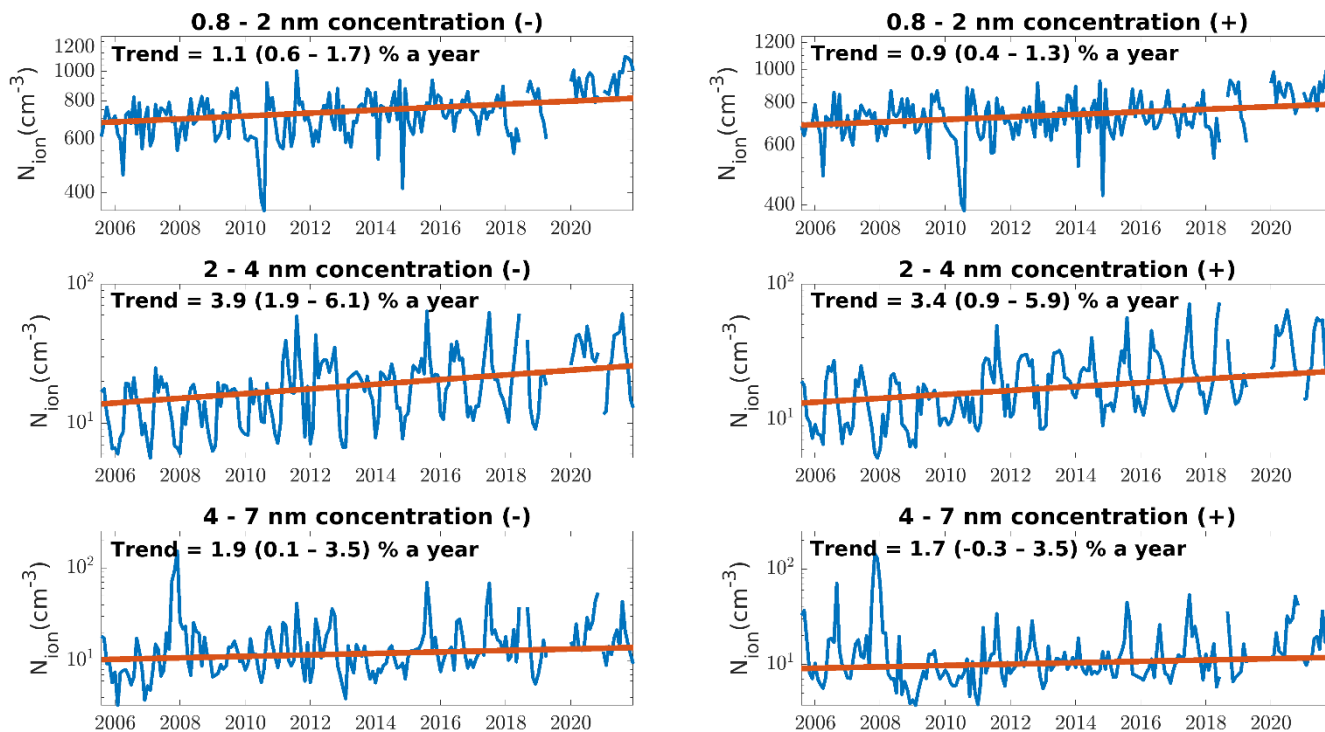 0.8 - 2 nm concentration (-)
Trend = 1.1 (0.6 – 1.7) % a year
N_ion(cm^-3)
1200
1000
800
600
400
2006 2008 2010 2012 2014 2016 2018 2020
0.8 - 2 nm concentration (+)
Trend = 0.9 (0.4 – 1.3) % a year
N_ion(cm^-3)
1200
1000
800
600
400
2006 2008 2010 2012 2014 2016 2018 2020
2 - 4 nm concentration (-)
Trend = 3.9 (1.9 – 6.1) % a year
N_ion(cm^-3)
10^2
10^1
2006 2008 2010 2012 2014 2016 2018 2020
2 - 4 nm concentration (+)
Trend = 3.4 (0.9 – 5.9) % a year
N_ion(cm^-3)
10^2
10^1
2006 2008 2010 2012 2014 2016 2018 2020
4 - 7 nm concentration (-)
Trend = 1.9 (0.1 – 3.5) % a year
N_ion(cm^-3)
10^2
10^1
2006 2008 2010 2012 2014 2016 2018 2020
4 - 7 nm concentration (+)
Trend = 1.7 (-0.3 – 3.5) % a year
N_ion(cm^-3)
10^2
10^1
2006 2008 2010 2012 2014 2016 2018 2020